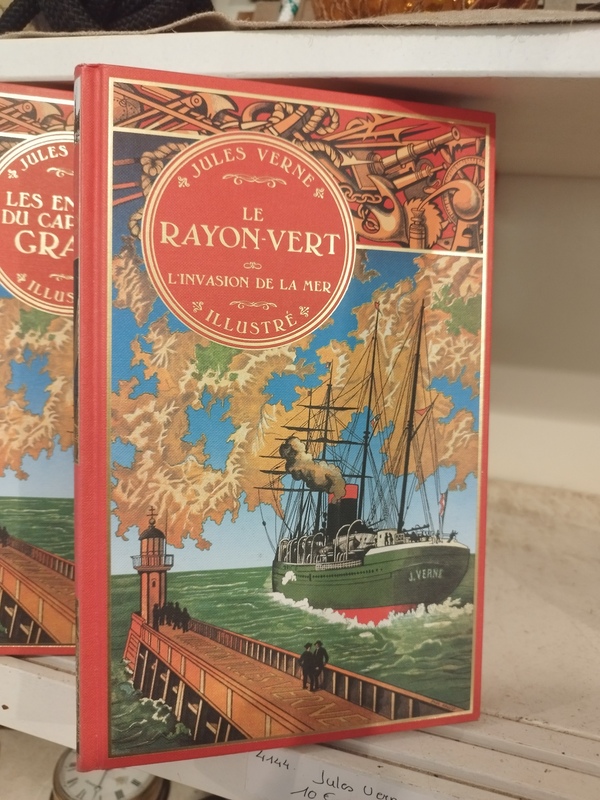 JULES VERNE
LE
RAYON-VERT
L'INVASION DE LA MER
ILLUSTRÉ
J. VERNE
JULES
LES EN
DU CAP
GRA
ILLUS
4144
Jules Vern
10 €